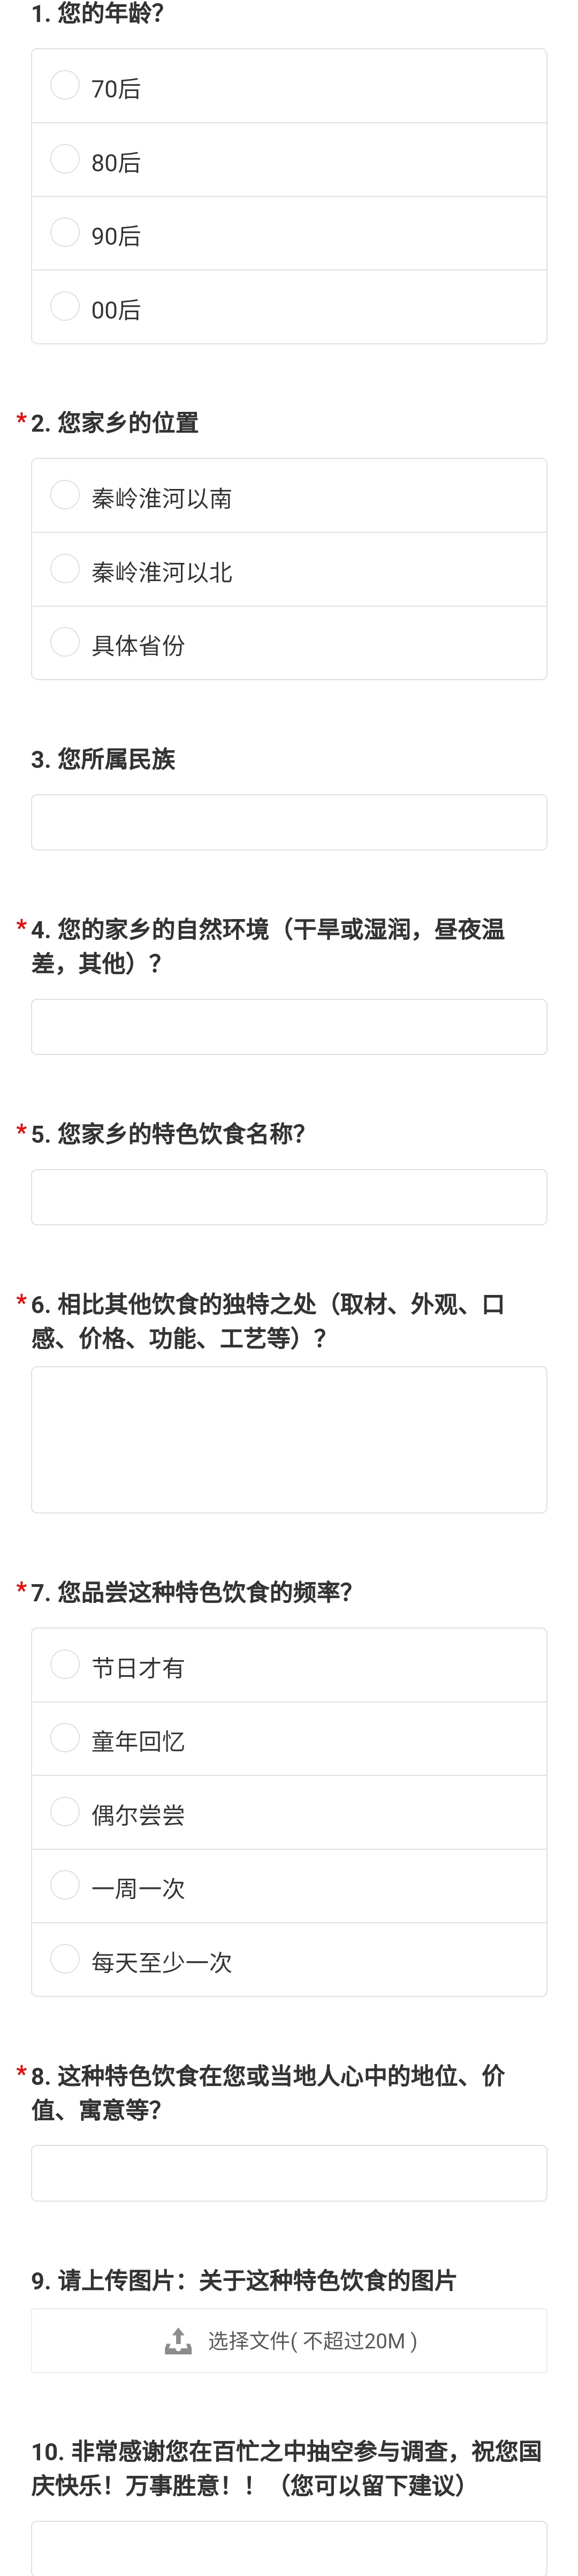 1. 您的年龄?
70后
80后
90后
00后
*2. 您家乡的位置
秦岭淮河以南
秦岭淮河以北
具体省份
3. 您所属民族
*4. 您的家乡的自然环境（干旱或湿润，昼夜温
差，其他）?
*5. 您家乡的特色饮食名称?
*6. 相比其他饮食的独特之处（取材、外观、口
感、价格、功能、工艺等）?
*7. 您品尝这种特色饮食的频率?
节日才有
童年回忆
偶尔尝尝
一周一次
每天至少一次
*8. 这种特色饮食在您或当地人心中的地位、价
值、寓意等?
9. 请上传图片：关于这种特色饮食的图片
选择文件( 不超过20M )
10. 非常感谢您在百忙之中抽空参与调查，祝您国
庆快乐！万事胜意！！（您可以留下建议）